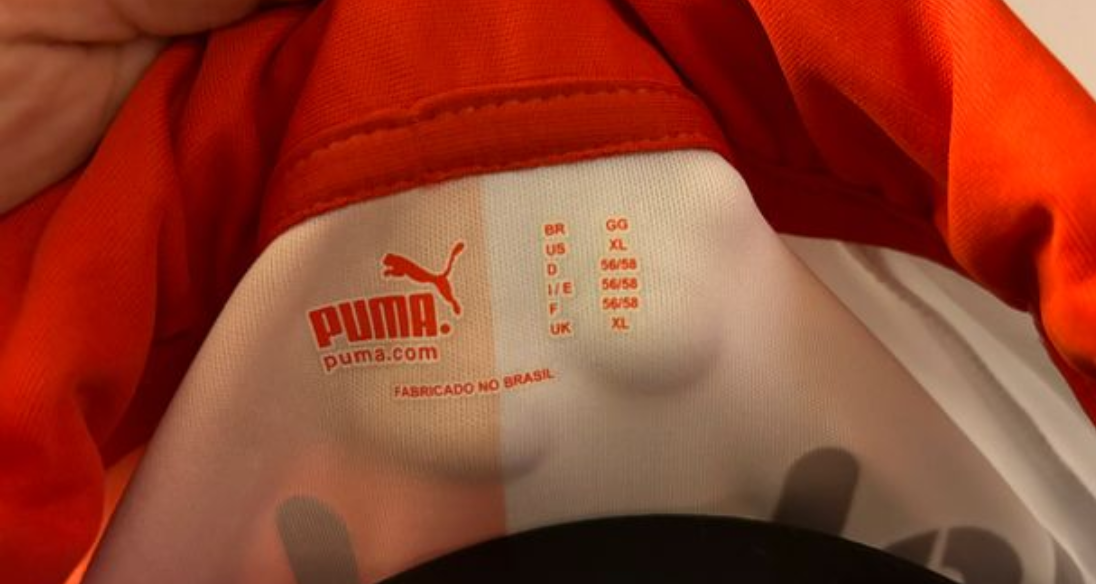 PUMA.
puma.com
BR GG
US XL
D 56/58
I/E 56/58
F 56/58
UK XL
FABRICADO NO BRASIL